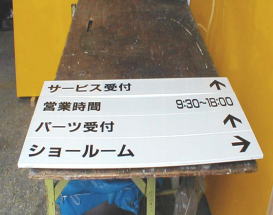 サービス受付 ↑
営業時間 9:30~18:00
パーツ受付 ↑
ショールーム →